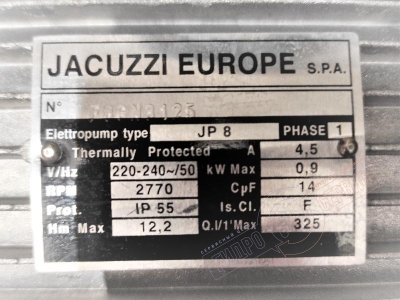 JACUZZI EUROPE S.P.A.
N°
Elettropump type JP 8 PHASE 1
Thermally Protected A 4,5
V/Hz 220-240~/50 kW Max 0,9
RPM 2770 CµF 14
Prot. IP 55 Is.Cl. F
Hm Max 12,2 Q.l/1'Max 325